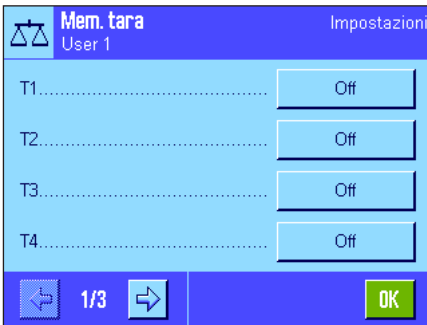 Mem. tara
Impostazioni
User 1
T1........................................ Off
T2........................................ Off
T3........................................ Off
T4........................................ Off
1/3
OK